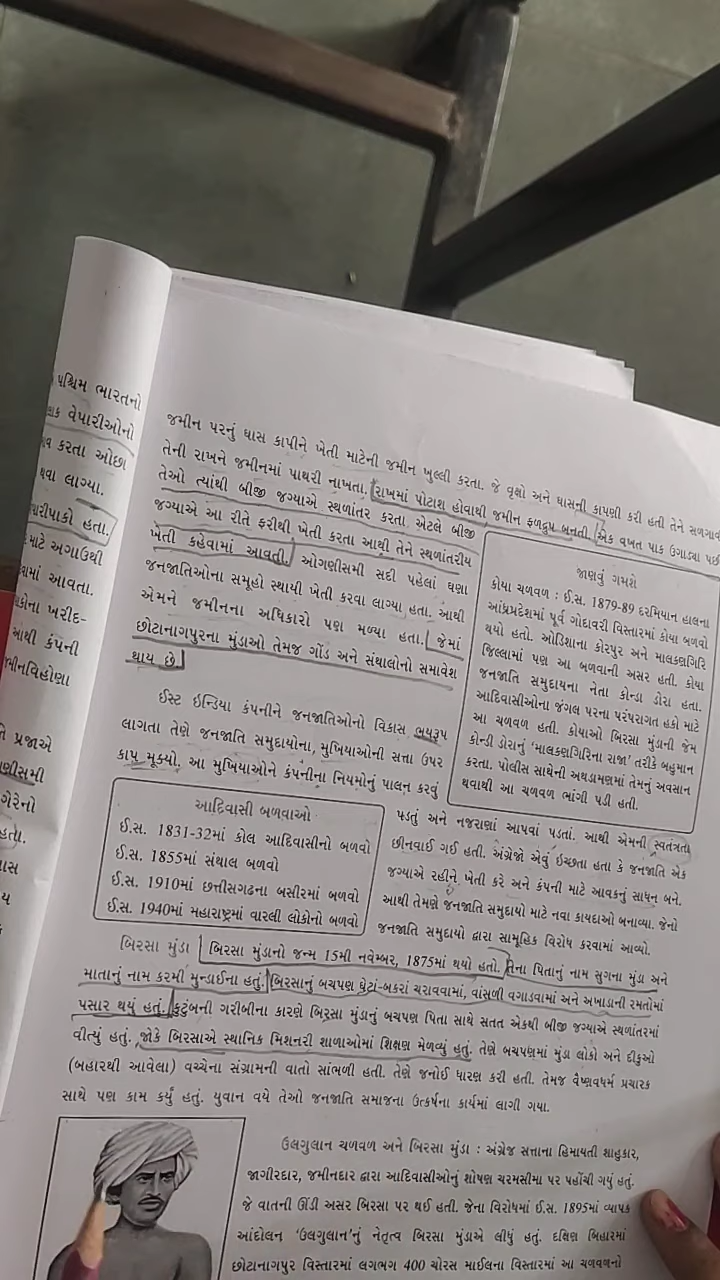 પશ્ચિમ ભારતનો
વેપારીઓનો
કરતા ઓછા
થવા લાગ્યા.
હતા.
માટે અગાઉથી
આવતા.
ખરીદ-
આથી કંપની
પ્રજાએ
હતા.
જમીન પરનું ઘાસ કાપીને ખેતી માટેની જમીન ખુલ્લી કરતા. જે વૃક્ષો અને ઘાસની કાપણી કરી હતી તેને સળગાવી
તેની રાખને જમીનમાં પાથરી નાખતા. રાખમાં પોટાશ હોવાથી જમીન ફળદ્રુપ બનતી. એક વખત પાક ઉગાડ્યા પછી
તેઓ ત્યાંથી બીજી જગ્યાએ સ્થળાંતર કરતા. એટલે બીજી
જગ્યાએ આ રીતે ફરીથી ખેતી કરતા આથી તેને સ્થળાંતરીય
ખેતી કહેવામાં આવતી. ઓગણીસમી સદી પહેલાં ઘણા
જનજાતિઓના સમૂહો સ્થાયી ખેતી કરવા લાગ્યા હતા. આથી
એમને જમીનના અધિકારો પણ મળ્યા હતા. જેમાં
છોટાનાગપુરના મુંડાઓ તેમજ ગોંડ અને સંથાલોનો સમાવેશ
થાય છે.
જાણવું ગમશે
કોયા ચળવળ : ઈ.સ. 1879-89 દરમિયાન હાલના
આંધ્રપ્રદેશમાં પૂર્વ ગોદાવરી વિસ્તારમાં કોયા બળવો
થયો હતો. ઓડિશાના કોરપુર અને માલકાણગિરિ
જિલ્લામાં પણ આ બળવાની અસર હતી. કોયા
જનજાતિ સમુદાયના નેતા કોન્ડા ડોરા હતા.
આદિવાસીઓના જંગલ પરના પરંપરાગત હકો માટે
આ ચળવળ હતી. કોયાઓ બિરસા મુંડાની જેમ
કોન્ડી ડોરાનું 'માલકાણગિરિના રાજા' તરીકે બહુમાન
કરતા. પોલીસ સાથેની અથડામણમાં તેમનું અવસાન
થવાથી આ ચળવળ ભાંગી પડી હતી.
ઈસ્ટ ઇન્ડિયા કંપનીને જનજાતિઓનો વિકાસ ભયરૂપ
લાગતા તેણે જનજાતિ સમુદાયોના, મુખિયાઓની સત્તા ઉપર
કાપ મૂક્યો. આ મુખિયાઓને કંપનીના નિયમોનું પાલન કરવું
પડતું અને નજરાણાં આપવાં પડતાં. આથી એમની સ્વતંત્રતા
છીનવાઈ ગઈ હતી. અંગ્રેજો એવું ઇચ્છતા હતા કે જનજાતિ એક
જગ્યાએ રહીને ખેતી કરે અને કંપની માટે આવકનું સાધન બને.
આથી તેમણે જનજાતિ સમુદાયો માટે નવા કાયદાઓ બનાવ્યા. જેનો
જનજાતિ સમુદાયો દ્વારા સામૂહિક વિરોધ કરવામાં આવ્યો.
આદિવાસી બળવાઓ
ઈ.સ. 1831-32માં કોલ આદિવાસીનો બળવો
ઈ.સ. 1855માં સંથાલ બળવો
ઈ.સ. 1910માં છત્તીસગઢના બસીરમાં બળવો
ઈ.સ. 1940માં મહારાષ્ટ્રમાં વારલી લોકોનો બળવો
બિરસા મુંડા બિરસા મુંડાનો જન્મ 15મી નવેમ્બર, 1875માં થયો હતો. તેના પિતાનું નામ સુગના મુંડા અને
માતાનું નામ કરમી મુન્ડાઈના હતું. બિરસાનું બચપણ ઘેટાં-બકરાં ચરાવવામાં, વાંસળી વગાડવામાં અને અખાડાની રમતોમાં
પસાર થયું હતું. કુટુંબની ગરીબીના કારણે બિરસા મુંડાનું બચપણ પિતા સાથે સતત એકથી બીજી જગ્યાએ સ્થળાંતરમાં
વીત્યું હતું. જોકે બિરસાએ સ્થાનિક મિશનરી શાળાઓમાં શિક્ષણ મેળવ્યું હતું. તેણે બચપણમાં મુંડા લોકો અને દીકુઓ
(બહારથી આવેલા) વચ્ચેના સંગ્રામની વાતો સાંભળી હતી. તેણે જનોઈ ધારણ કરી હતી. તેમજ વૈષ્ણવધર્મ પ્રચારક
સાથે પણ કામ કર્યું હતું. યુવાન વયે તેઓ જનજાતિ સમાજના ઉત્કર્ષના કાર્યમાં લાગી ગયા.
ઉલગુલાન ચળવળ અને બિરસા મુંડા : અંગ્રેજ સત્તાના હિમાયતી શાહુકાર,
જાગીરદાર, જમીનદાર દ્વારા આદિવાસીઓનું શોષણ ચરમસીમા પર પહોંચી ગયું હતું.
જે વાતની ઊંડી અસર બિરસા પર થઈ હતી. જેના વિરોધમાં ઈ.સ. 1895માં વ્યાપક
આંદોલન 'ઉલગુલાન'નું નેતૃત્વ બિરસા મુંડાએ લીધું હતું. દક્ષિણ બિહારમાં
છોટાનાગપુર વિસ્તારમાં લગભગ 400 ચોરસ માઈલના વિસ્તારમાં આ ચળવળનો